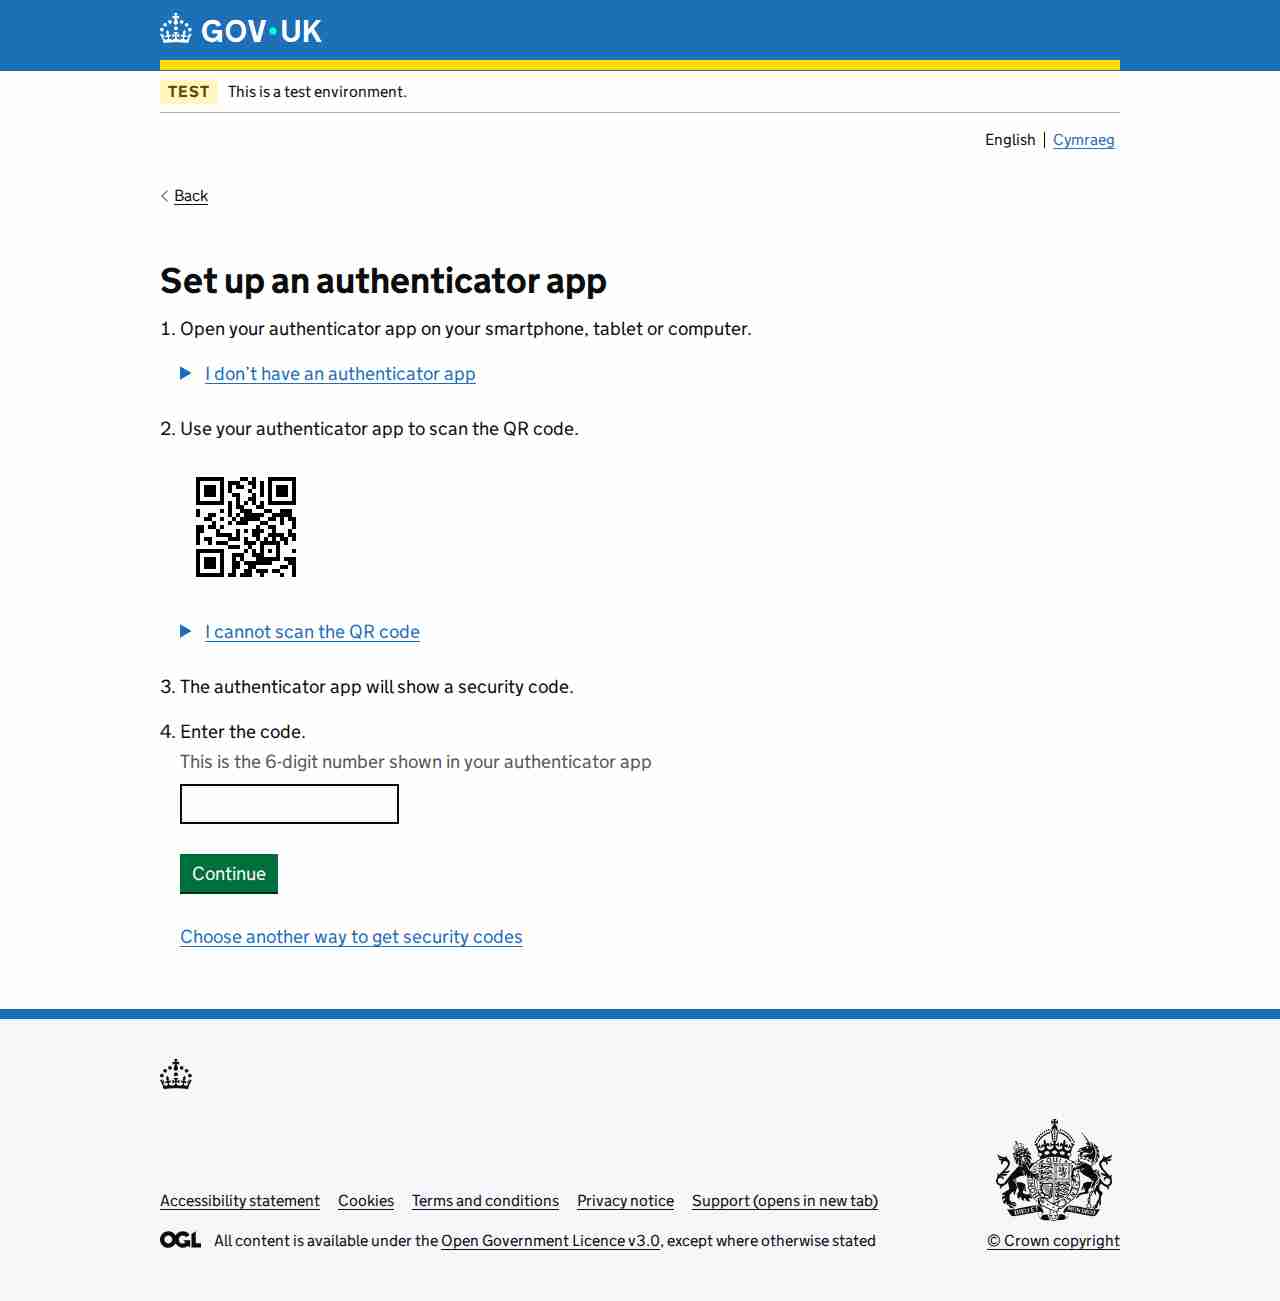 GOV·UK
TEST This is a test environment.
English | Cymraeg
Back
Set up an authenticator app
1. Open your authenticator app on your smartphone, tablet or computer.
I don’t have an authenticator app
2. Use your authenticator app to scan the QR code.
I cannot scan the QR code
3. The authenticator app will show a security code.
4. Enter the code.
This is the 6-digit number shown in your authenticator app
Continue
Choose another way to get security codes
Accessibility statement Cookies Terms and conditions Privacy notice Support (opens in new tab)
OGL All content is available under the Open Government Licence v3.0, except where otherwise stated
© Crown copyright